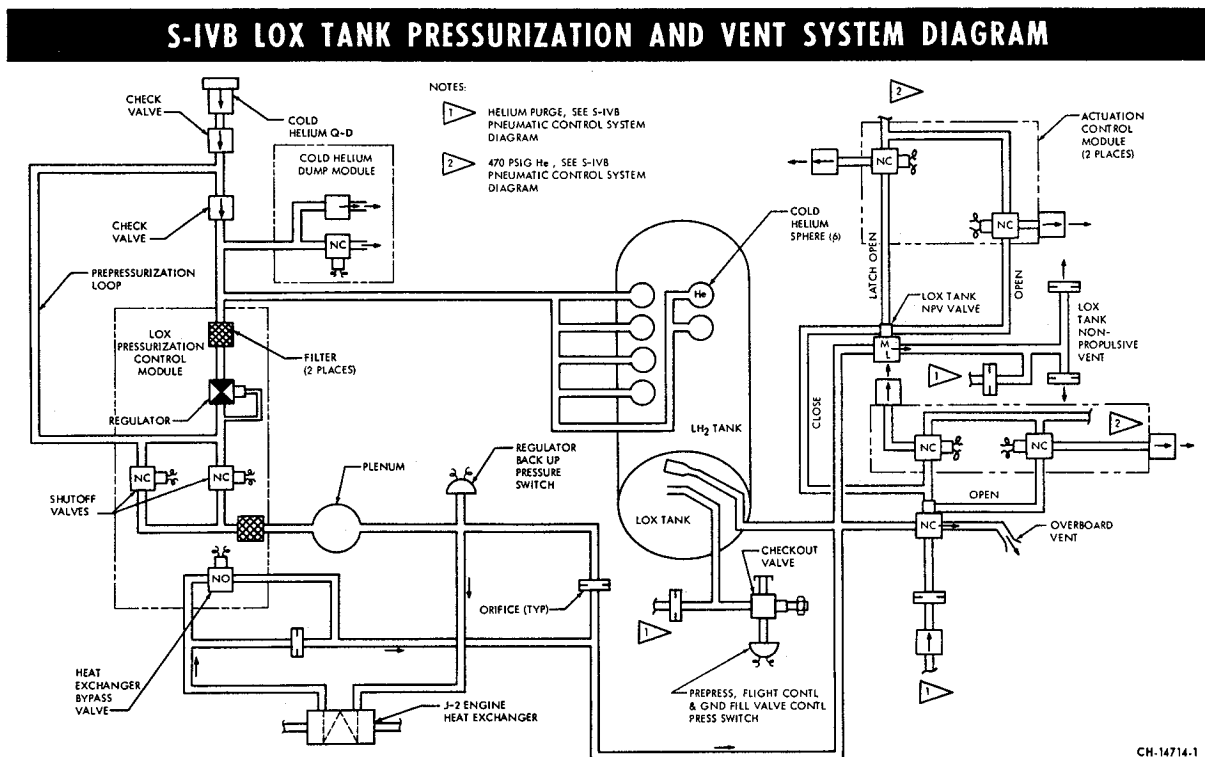 S-IVB LOX TANK PRESSURIZATION AND VENT SYSTEM DIAGRAM
CHECK
VALVE
COLD
HELIUM Q-D
COLD HELIUM
DUMP MODULE
NC
CHECK
VALVE
PREPRESSURIZATION
LOOP
NOTES:
1
HELIUM PURGE, SEE S-IVB
PNEUMATIC CONTROL SYSTEM
DIAGRAM
2
470 PSIG He, SEE S-IVB
PNEUMATIC CONTROL SYSTEM
DIAGRAM
2
NC
NC
ACTUATION
CONTROL
MODULE
(2 PLACES)
COLD
HELIUM
SPHERE (6)
He
LATCH OPEN
OPEN
LOX TANK
NPV VALVE
M
L
LOX
TANK
NON-
PROPULSIVE
VENT
1
LOX
PRESSURIZATION
CONTROL
MODULE
FILTER
(2 PLACES)
REGULATOR
CLOSE
2
NC
NC
LH2 TANK
REGULATOR
BACK UP
PRESSURE
SWITCH
PLENUM
NC
NC
SHUTOFF
VALVES
OPEN
LOX TANK
NC
OVERBOARD
VENT
CHECKOUT
VALVE
NO
ORIFICE (TYP)
1
HEAT
EXCHANGER
BYPASS
VALVE
J-2 ENGINE
HEAT EXCHANGER
PREPRESS, FLIGHT CONTL
& GND FILL VALVE CONTL
PRESS SWITCH
1
CH-14714-1